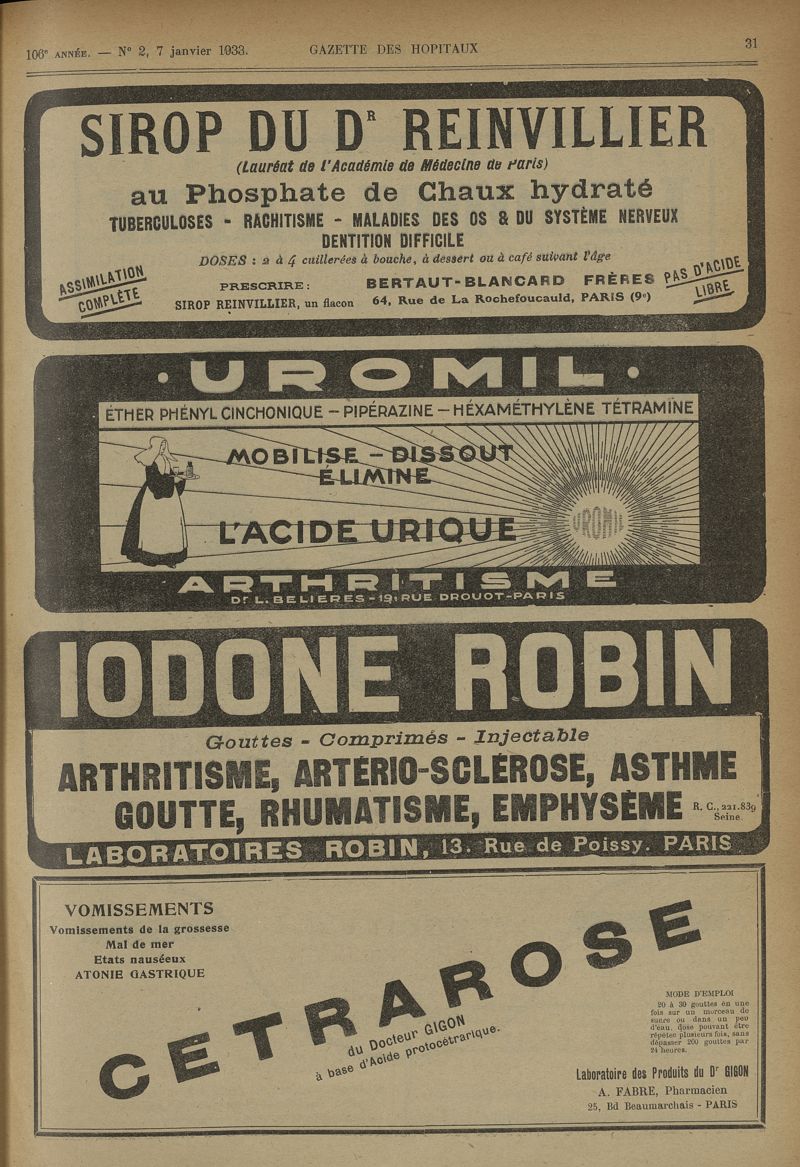 106e ANNÉE. — N° 2, 7 janvier 1933. GAZETTE DES HOPITAUX 31
SIROP DU DR REINVILLIER
(Lauréat de l'Académie de Médecine de Paris)
au Phosphate de Chaux hydraté
TUBERCULOSES - RACHITISME - MALADIES DES OS & DU SYSTÈME NERVEUX
DENTITION DIFFICILE
DOSES : 2 à 4 cuillerées à bouche, à dessert ou à café suivant l'âge
ASSIMILATION
COMPLÈTE
PRESCRIRE :
SIROP REINVILLIER, un flacon
BERTAUT-BLANCARD FRÈRES
64, Rue de La Rochefoucauld, PARIS (9e)
PAS D'ACIDE
LIBRE
· UROMIL ·
ÉTHER PHÉNYL CINCHONIQUE - PIPÉRAZINE - HÉXAMÉTHYLÈNE TÉTRAMINE
MOBILISE - DISSOUT
ÉLIMINE
L'ACIDE URIQUE
UROMIL
ARTHRITISME
Dr L. BELIERES - 19, RUE DROUOT - PARIS
IODONE ROBIN
Gouttes - Comprimés - Injectable
ARTHRITISME, ARTÉRIO-SCLÉROSE, ASTHME
GOUTTE, RHUMATISME, EMPHYSÈME
R. C., 221.839
Seine
LABORATOIRES ROBIN, 13. Rue de Poissy. PARIS
VOMISSEMENTS
Vomissements de la grossesse
Mal de mer
Etats nauséeux
ATONIE GASTRIQUE
CETRAROSE
du Docteur GIGON
à base d'Acide protocétrarique.
MODE D'EMPLOI
20 à 30 gouttes en une
fois sur un morceau de
sucre ou dans un peu
d'eau, dose pouvant être
répétée plusieurs fois, sans
dépasser 200 gouttes par
24 heures.
Laboratoire des Produits du Dr GIGON
A. FABRE, Pharmacien
25, Bd Beaumarchais - PARIS